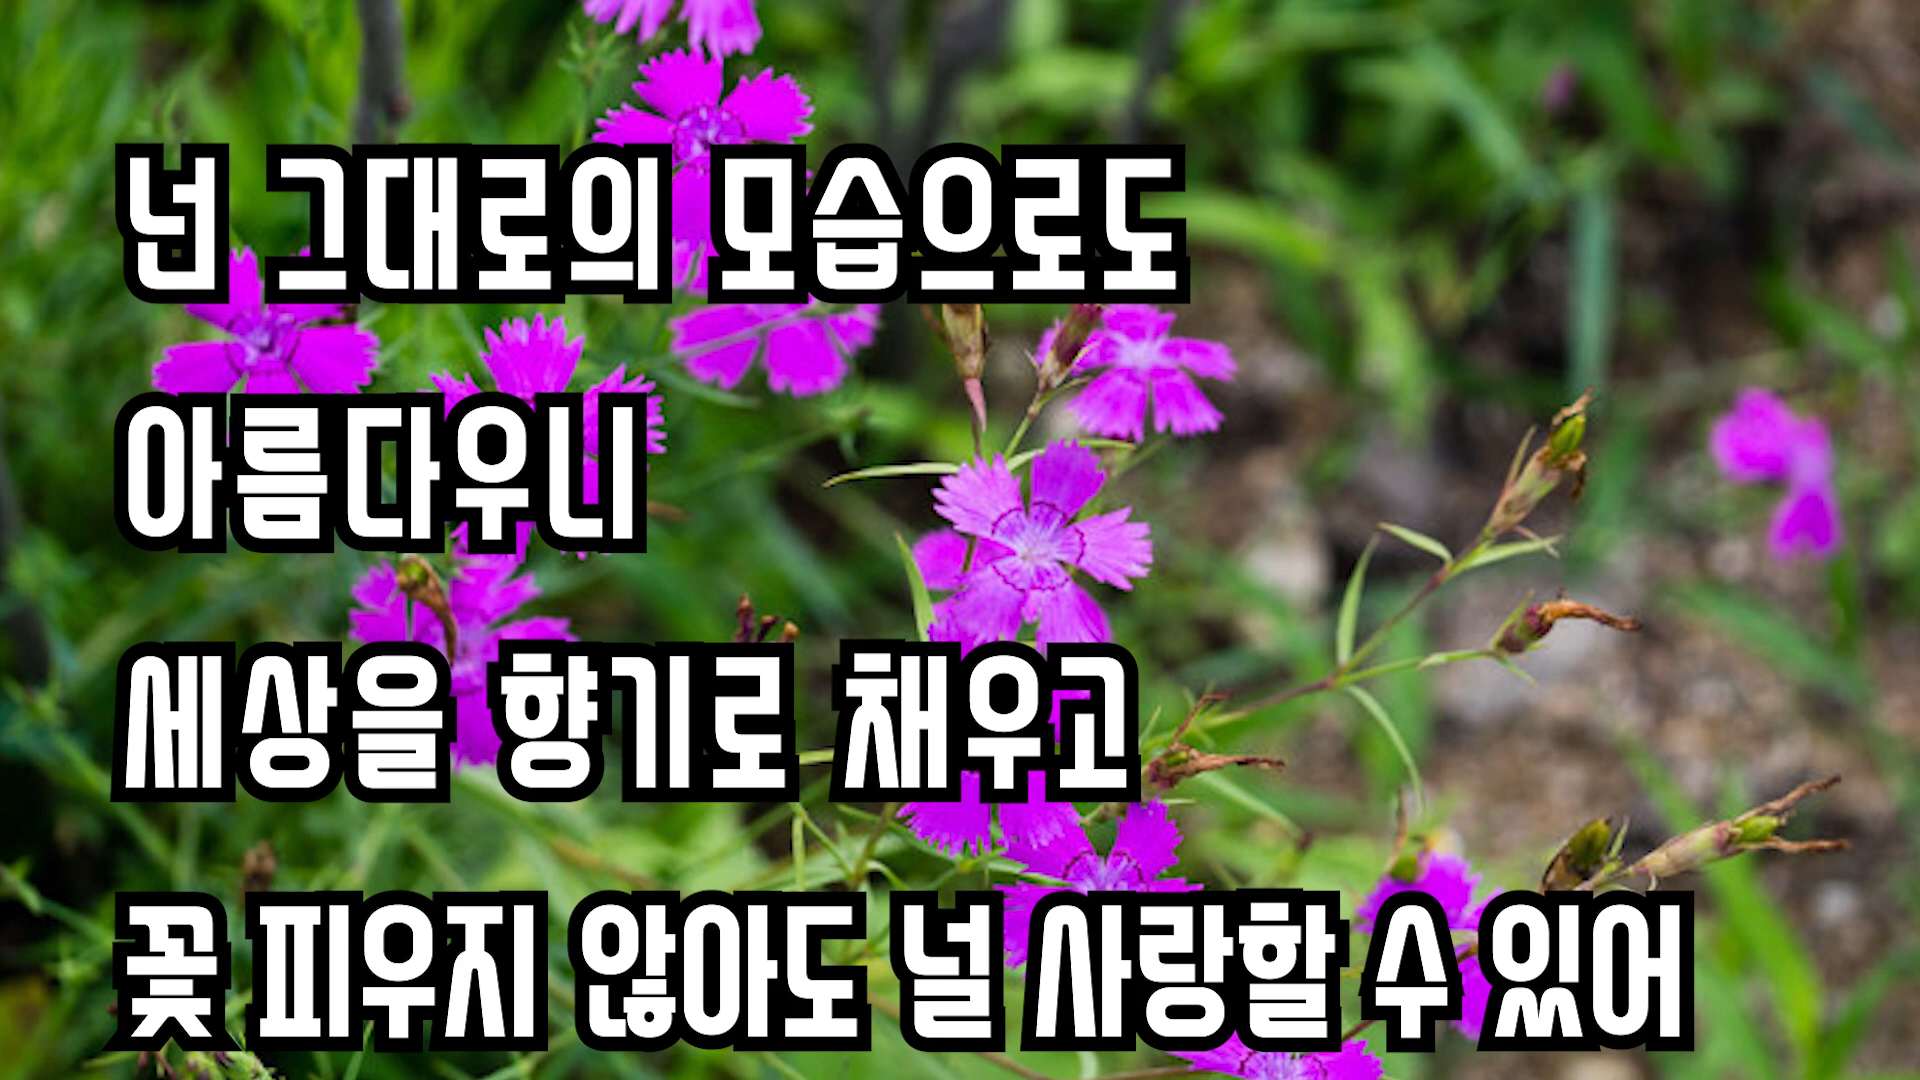 넌 그대로의 모습으로도
아름다우니
세상을 향기로 채우고
꽃 피우지 않아도 널 사랑할 수 있어